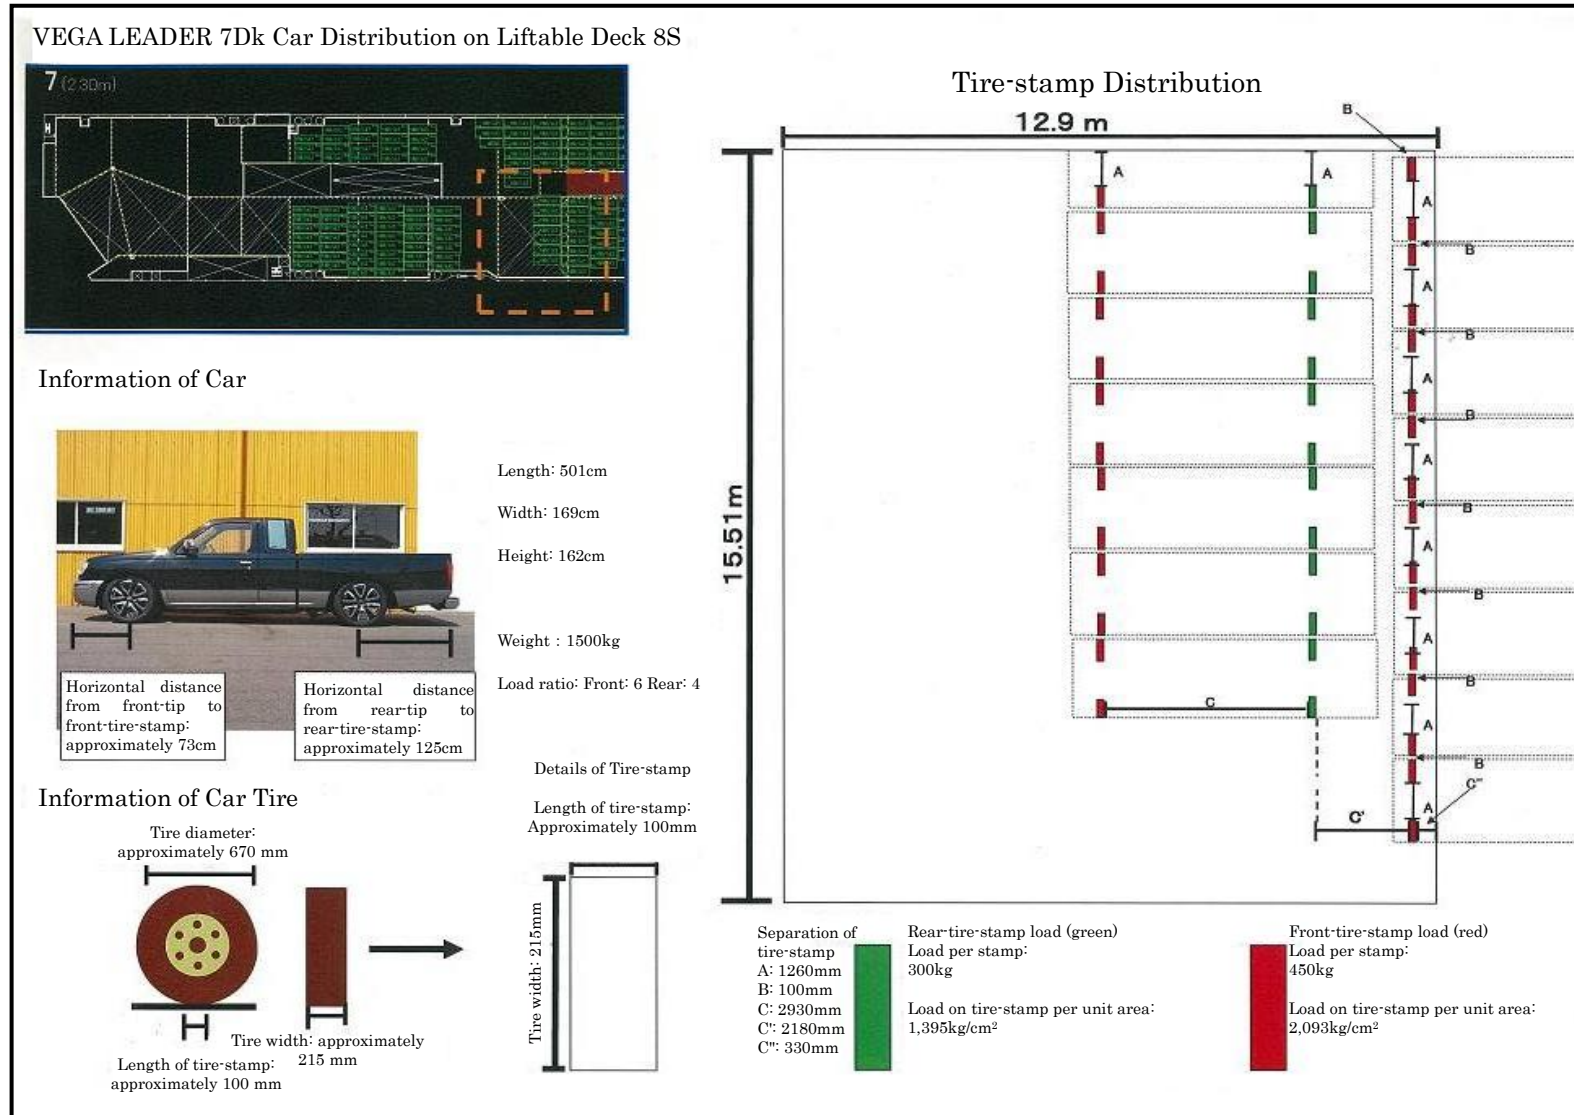 VEGA LEADER 7Dk Car Distribution on Liftable Deck 8S
7 (2.30m)
Information of Car
Length: 501cm
Width: 169cm
Height: 162cm
Weight : 1500kg
Load ratio: Front: 6 Rear: 4
Horizontal distance
from front-tip to
front-tire-stamp:
approximately 73cm
Horizontal distance
from rear-tip to
rear-tire-stamp:
approximately 125cm
Information of Car Tire
Tire diameter:
approximately 670 mm
Tire width: approximately
215 mm
Length of tire-stamp:
approximately 100 mm
Details of Tire-stamp
Length of tire-stamp:
Approximately 100mm
Tire width: 215mm
Tire-stamp Distribution
12.9 m
15.51m
B
A
A
A
B
A
B
A
B
A
B
A
B
A
B
A
B
A
C
C'
C"
Separation of
tire-stamp
A: 1260mm
B: 100mm
C: 2930mm
C': 2180mm
C": 330mm
Rear-tire-stamp load (green)
Load per stamp:
300kg
Load on tire-stamp per unit area:
1,395kg/cm²
Front-tire-stamp load (red)
Load per stamp:
450kg
Load on tire-stamp per unit area:
2,093kg/cm²